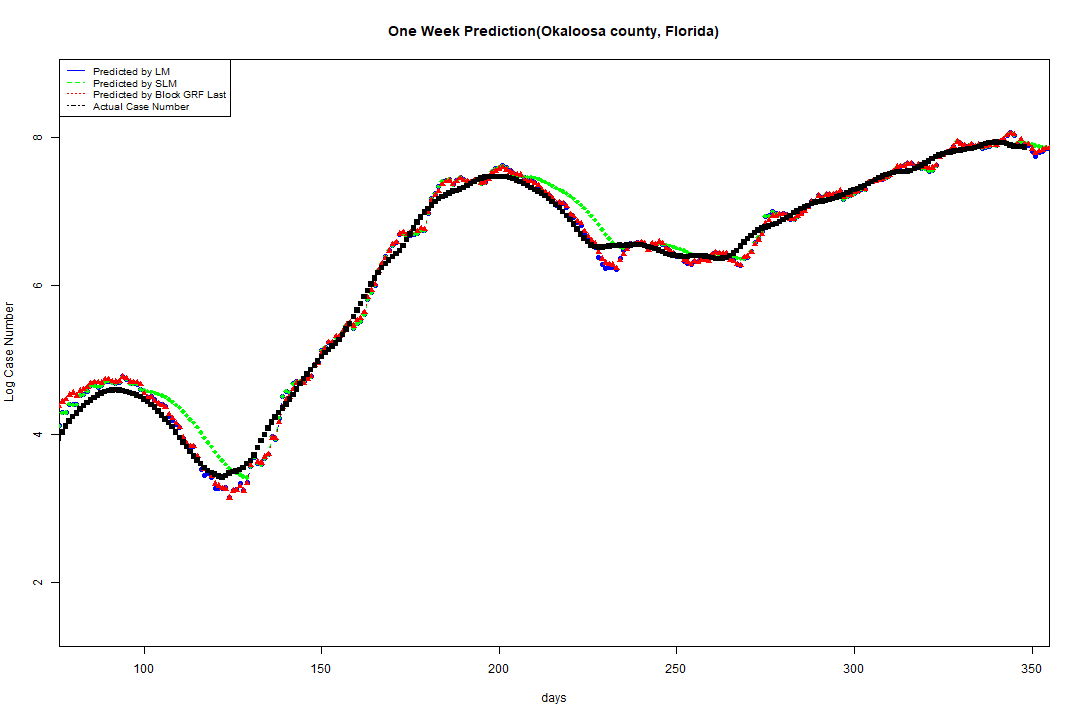 One Week Prediction(Okaloosa county, Florida)
Predicted by LM
Predicted by SLM
Predicted by Block GRF Last
Actual Case Number
8
6
4
2
Log Case Number
100 150 200 250 300 350
days